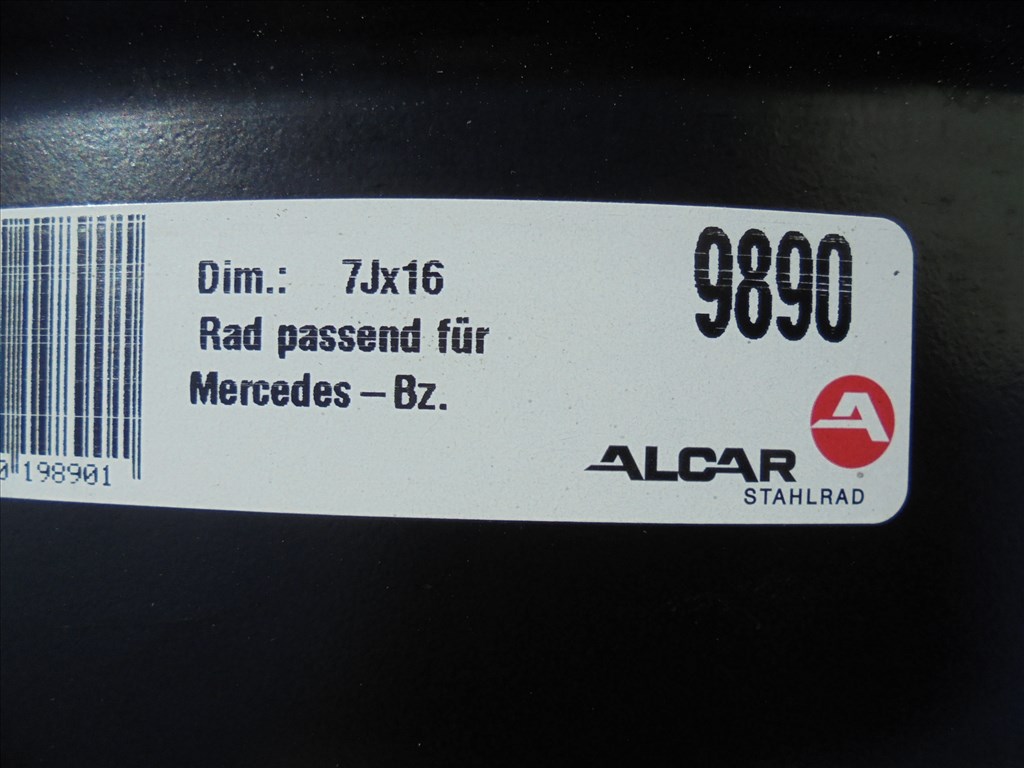 9890
Dim.: 7Jx16
Rad passend für
Mercedes – Bz.
0 198901
ALCAR
STAHLRAD
A
®